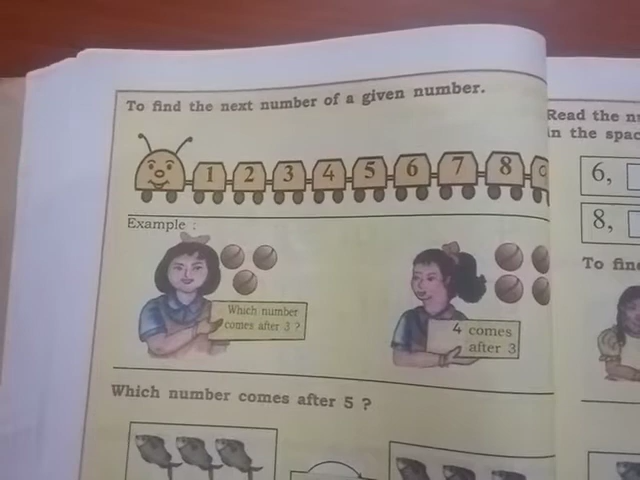 To find the next number of a given number.
1 2 3 4 5 6 7 8
Example :
Which number
comes after 3 ?
4 comes
after 3
Which number comes after 5 ?
Read the
in the
6,
8,
To